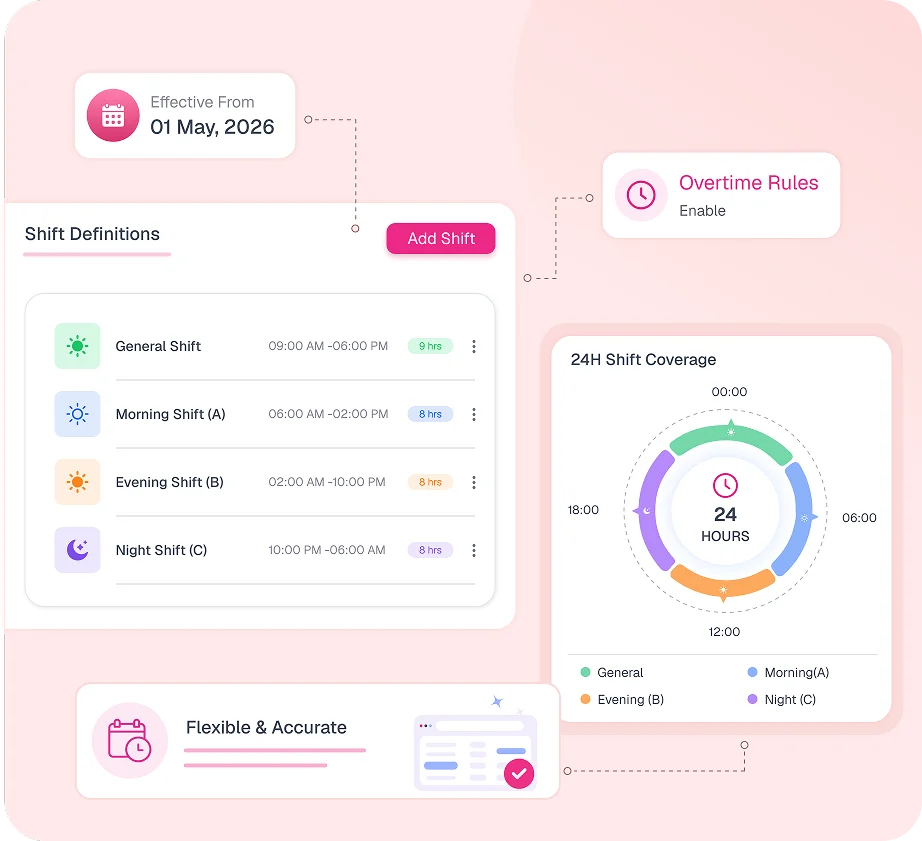 Effective From
01 May, 2026
Overtime Rules
Enable
Shift Definitions
Add Shift
General Shift 09:00 AM -06:00 PM 9 hrs
Morning Shift (A) 06:00 AM -02:00 PM 8 hrs
Evening Shift (B) 02:00 AM -10:00 PM 8 hrs
Night Shift (C) 10:00 PM -06:00 AM 8 hrs
24H Shift Coverage
00:00
18:00
24
HOURS
06:00
12:00
General
Morning(A)
Evening (B)
Night (C)
Flexible & Accurate